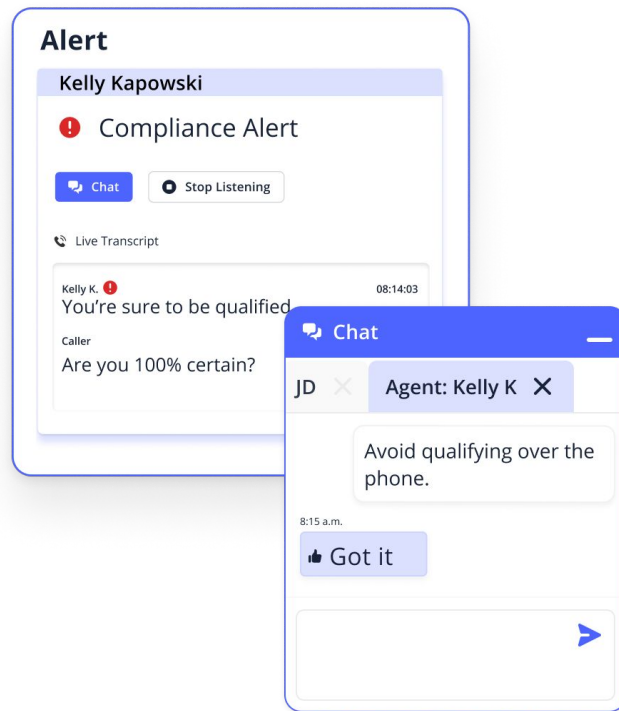 Alert
Kelly Kapowski
Compliance Alert
Chat
Stop Listening
Live Transcript
Kelly K.
08:14:03
You’re sure to be qualified
Caller
Are you 100% certain?
Chat
JD
Agent: Kelly K
Avoid qualifying over the
phone.
8:15 a.m.
Got it